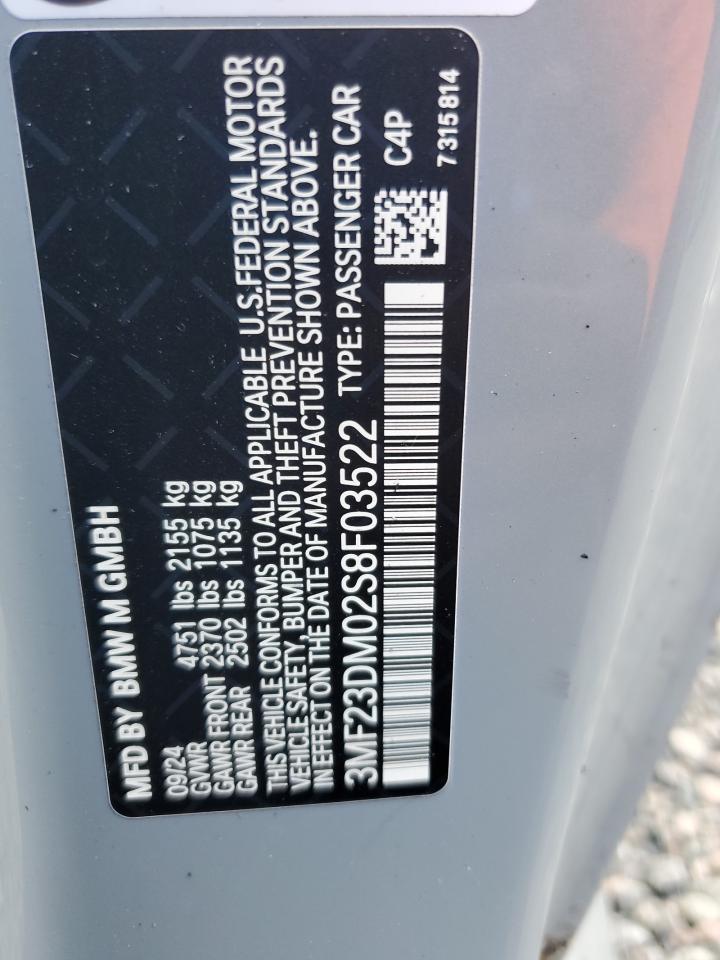 MFD BY BMW M GMBH
09/24
GVWR 4751 lbs 2155 kg
GAWR FRONT 2370 lbs 1075 kg
GAWR REAR 2502 lbs 1135 kg
THIS VEHICLE CONFORMS TO ALL APPLICABLE U.S.FEDERAL MOTOR
VEHICLE SAFETY, BUMPER AND THEFT PREVENTION STANDARDS
IN EFFECT ON THE DATE OF MANUFACTURE SHOWN ABOVE.
3MF23DM02S8F03522 TYPE: PASSENGER CAR
C4P
7 315 814